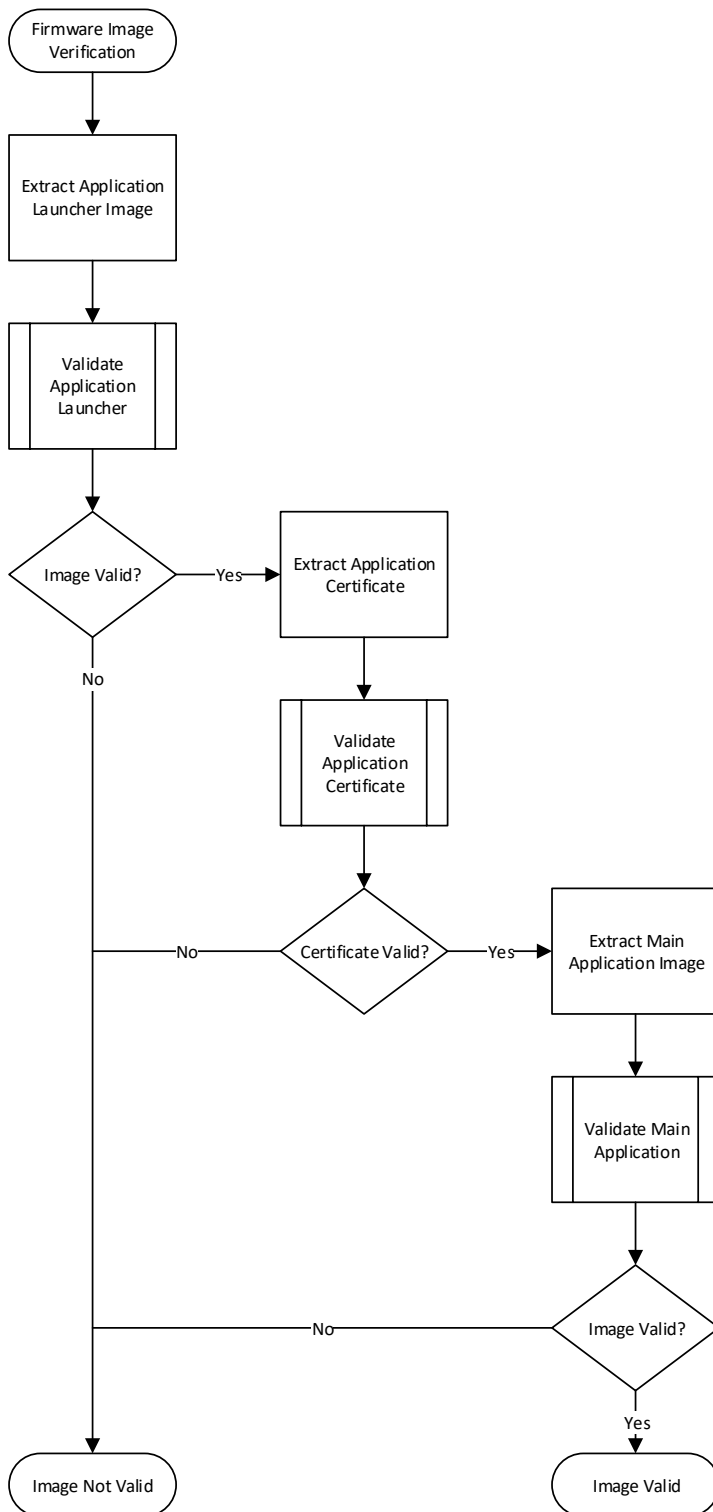 Firmware Image
Verification
Extract Application
Launcher Image
Validate
Application
Launcher
Image Valid?
Yes
Extract Application
Certificate
No
Validate
Application
Certificate
No
Certificate Valid?
Yes
Extract Main
Application Image
Validate Main
Application
No
Image Valid?
Yes
Image Not Valid
Image Valid